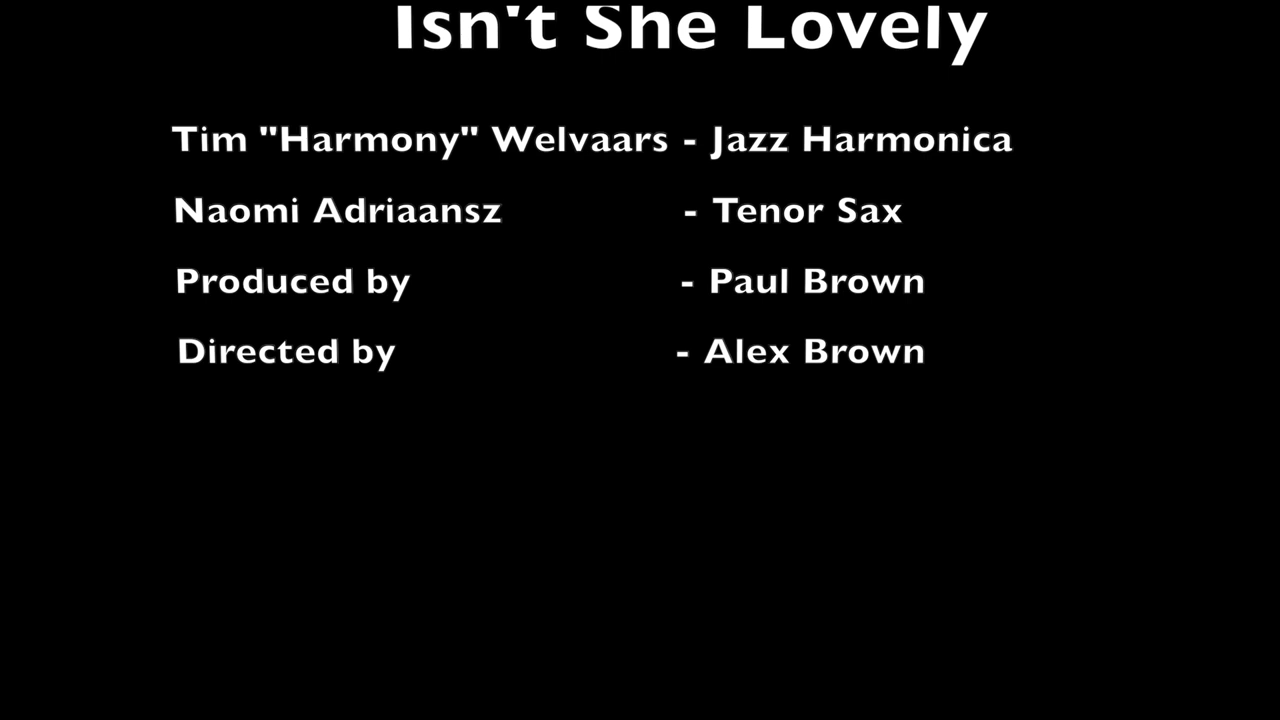 Isn't She Lovely
Tim "Harmony" Welvaars - Jazz Harmonica
Naomi Adriaansz - Tenor Sax
Produced by - Paul Brown
Directed by - Alex Brown